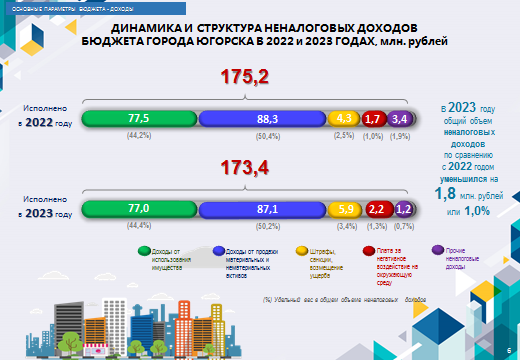 ОСНОВНЫЕ ПАРАМЕТРЫ БЮДЖЕТА - ДОХОДЫ
ДИНАМИКА И СТРУКТУРА НЕНАЛОГОВЫХ ДОХОДОВ
БЮДЖЕТА ГОРОДА ЮГОРСКА В 2022 и 2023 ГОДАХ, млн. рублей
175,2
Исполнено
в 2022 году
77,5 88,3 4,3 1,7 3,4
(44,2%) (50,4%) (2,5%) (1,0%) (1,9%)
173,4
Исполнено
в 2023 году
77,0 87,1 5,9 2,2 1,2
(44,4%) (50,2%) (3,4%) (1,3%) (0,7%)
В 2023 году
общий объем
неналоговых
доходов
по сравнению
с 2022 годом
уменьшился на
1,8 млн. рублей
или 1,0%
Доходы от
использования
имущества
Доходы от продажи
материальных и
нематериальных
активов
Штрафы,
санкции,
возмещение
ущерба
Плата за
негативное
воздействие на
окружающую
среду
Прочие
неналоговые
доходы
(%) Удельный вес в общем объеме неналоговых доходов
6